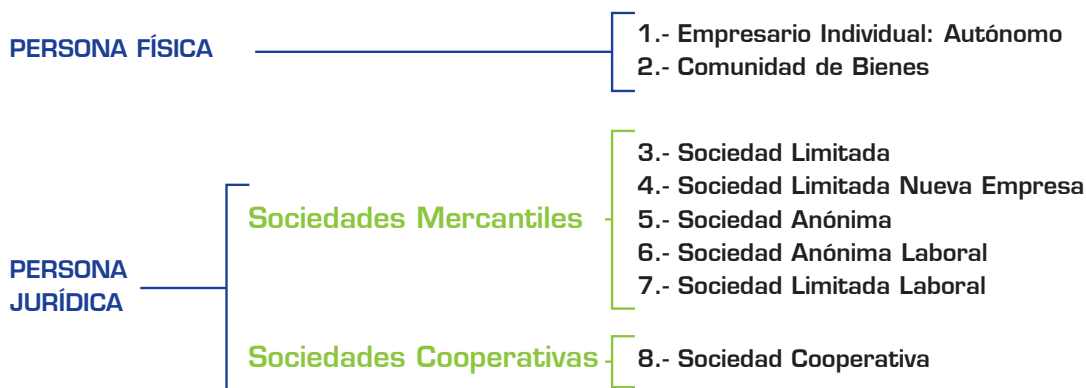 PERSONA FÍSICA
1.- Empresario Individual: Autónomo
2.- Comunidad de Bienes
PERSONA
JURÍDICA
Sociedades Mercantiles
3.- Sociedad Limitada
4.- Sociedad Limitada Nueva Empresa
5.- Sociedad Anónima
6.- Sociedad Anónima Laboral
7.- Sociedad Limitada Laboral
Sociedades Cooperativas
8.- Sociedad Cooperativa